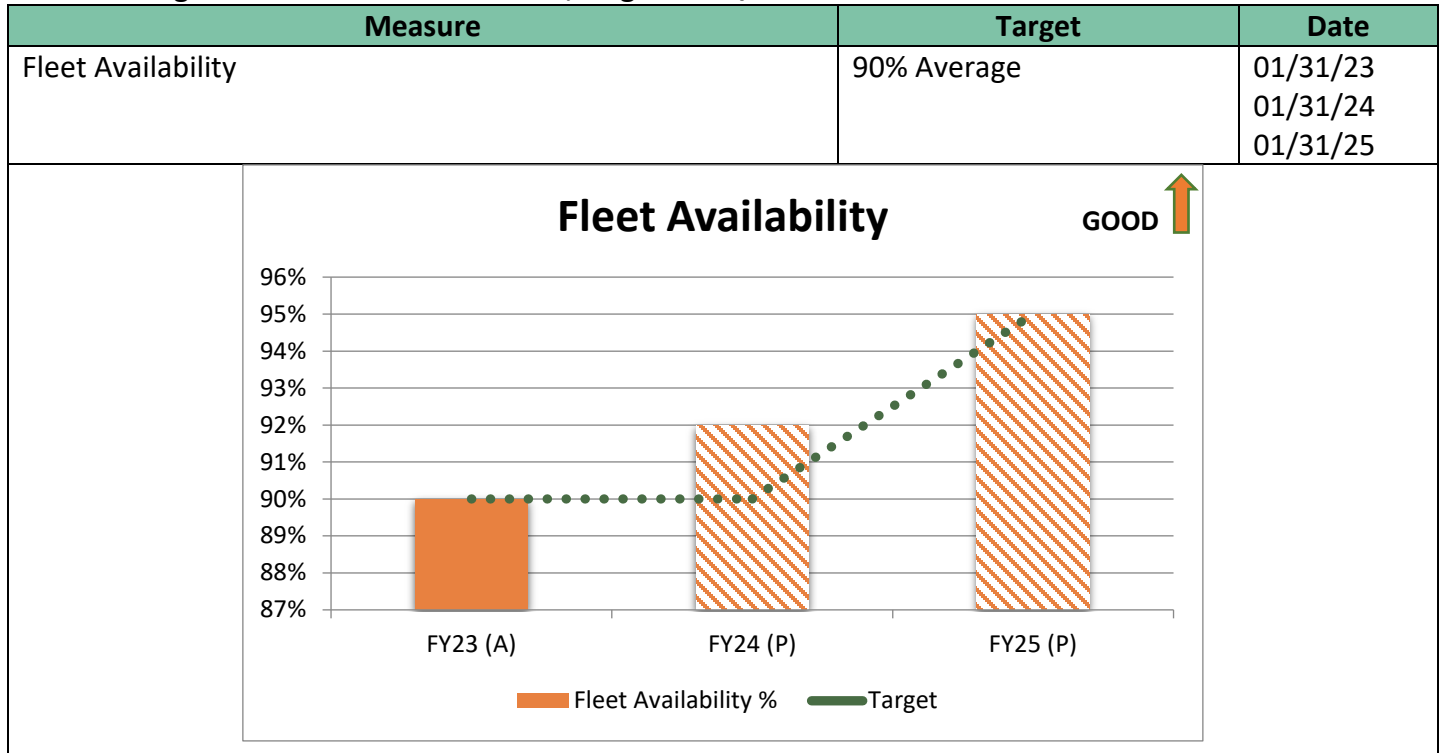 Measure Target Date
Fleet Availability 90% Average 01/31/23
01/31/24
01/31/25
Fleet Availability GOOD
96%
95%
94%
93%
92%
91%
90%
89%
88%
87%
FY23 (A) FY24 (P) FY25 (P)
Fleet Availability % Target